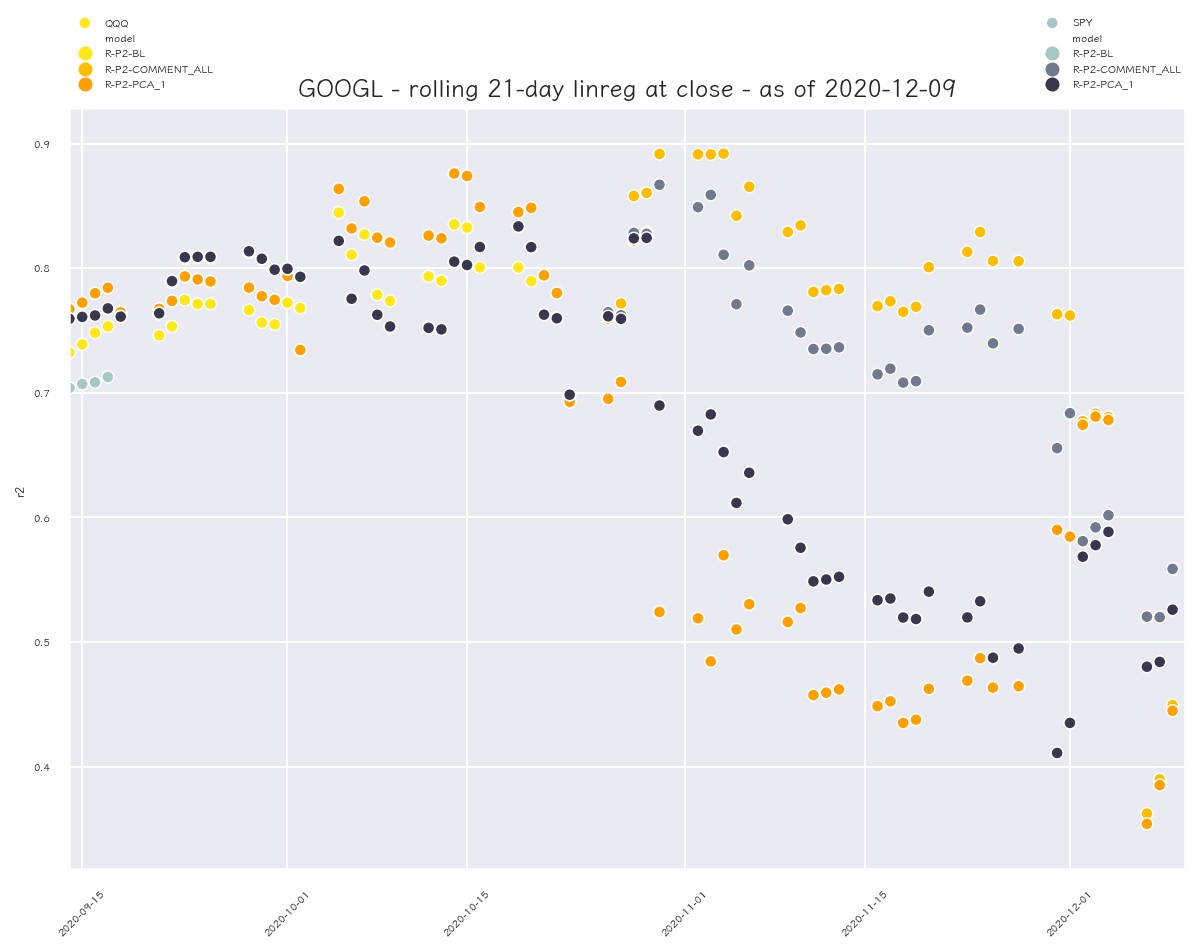 QQQ
model
R-P2-BL
R-P2-COMMENT_ALL
R-P2-PCA_1
SPY
model
R-P2-BL
R-P2-COMMENT_ALL
R-P2-PCA_1
GOOGL - rolling 21-day linreg at close - as of 2020-12-09
0.9
0.8
0.7
0.6
0.5
0.4
r2
2020-09-15
2020-10-01
2020-10-15
2020-11-01
2020-11-15
2020-12-01